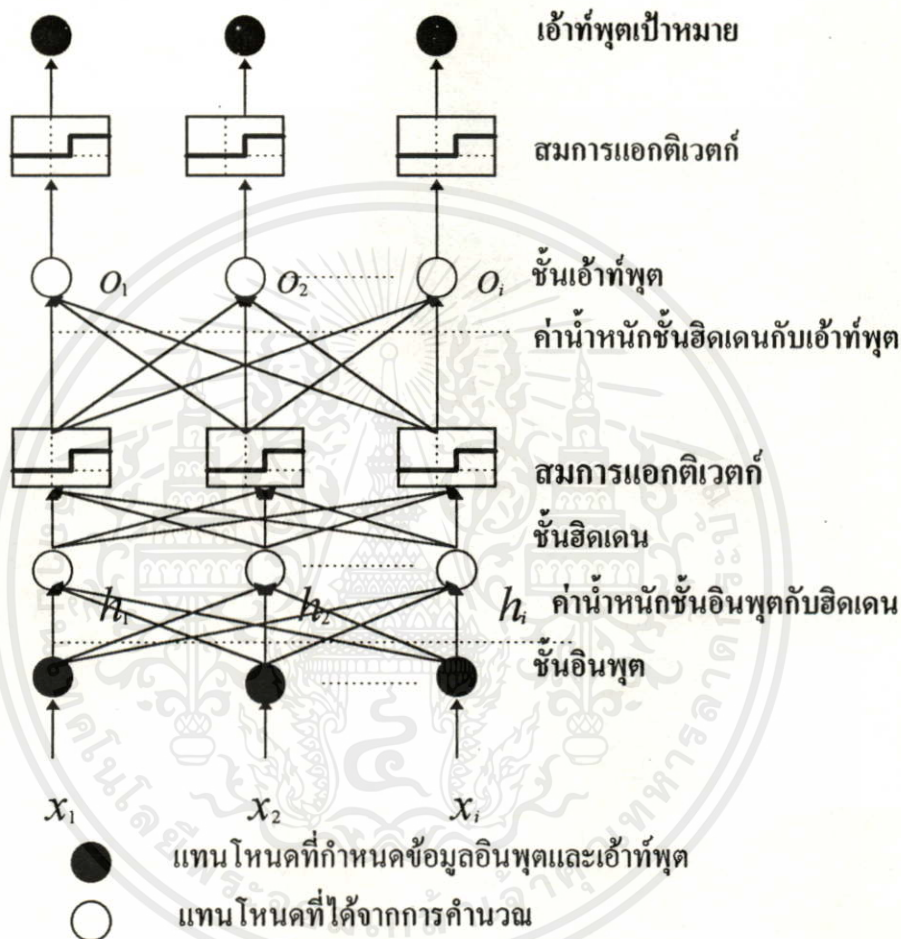 เอ้าท์พุตเป้าหมาย
สมการแอกติเวตก์
O₁ O₂ Oᵢ ชั้นเอ้าท์พุต
ค่าน้ำหนักชั้นฮิดเดนกับเอ้าท์พุต
สมการแอกติเวตก์
ชั้นฮิดเดน
h₁ h₂ hᵢ ค่าน้ำหนักชั้นอินพุตกับฮิดเดน
ชั้นอินพุต
x₁ x₂ xᵢ
แทนโหนดที่กำหนดข้อมูลอินพุตและเอ้าท์พุต
แทนโหนดที่ได้จากการคำนวณ